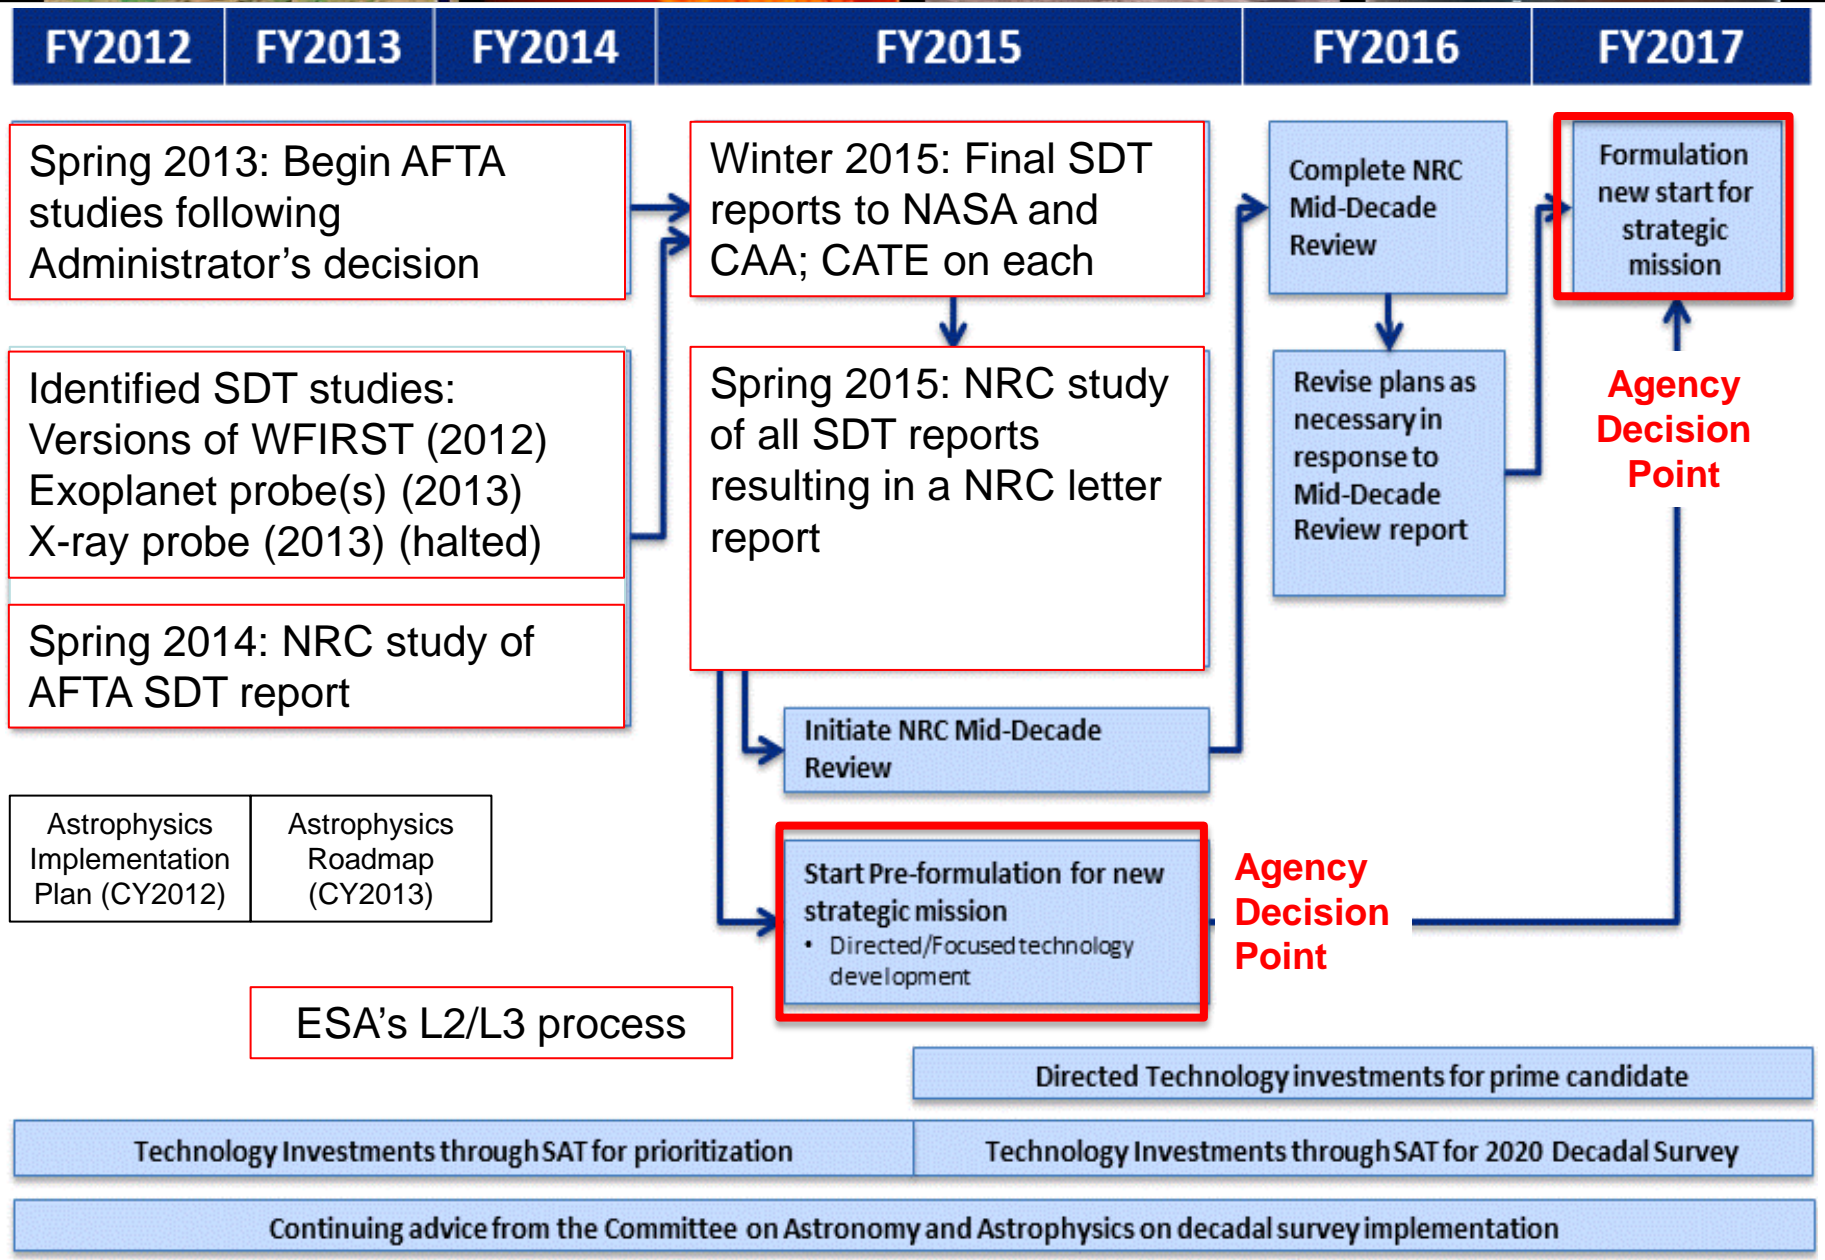 FY2012 FY2013 FY2014 FY2015 FY2016 FY2017
Spring 2013: Begin AFTA
studies following
Administrator’s decision
Identified SDT studies:
Versions of WFIRST (2012)
Exoplanet probe(s) (2013)
X-ray probe (2013) (halted)
Spring 2014: NRC study of
AFTA SDT report
Astrophysics
Implementation
Plan (CY2012)
Astrophysics
Roadmap
(CY2013)
ESA’s L2/L3 process
Winter 2015: Final SDT
reports to NASA and
CAA; CATE on each
Spring 2015: NRC study
of all SDT reports
resulting in a NRC letter
report
Initiate NRC Mid-Decade
Review
Start Pre-formulation for new
strategic mission
• Directed/Focused technology
development
Agency
Decision
Point
Complete NRC
Mid-Decade
Review
Revise plans as
necessary in
response to
Mid-Decade
Review report
Formulation
new start for
strategic
mission
Agency
Decision
Point
Directed Technology investments for prime candidate
Technology Investments through SAT for prioritization
Technology Investments through SAT for 2020 Decadal Survey
Continuing advice from the Committee on Astronomy and Astrophysics on decadal survey implementation